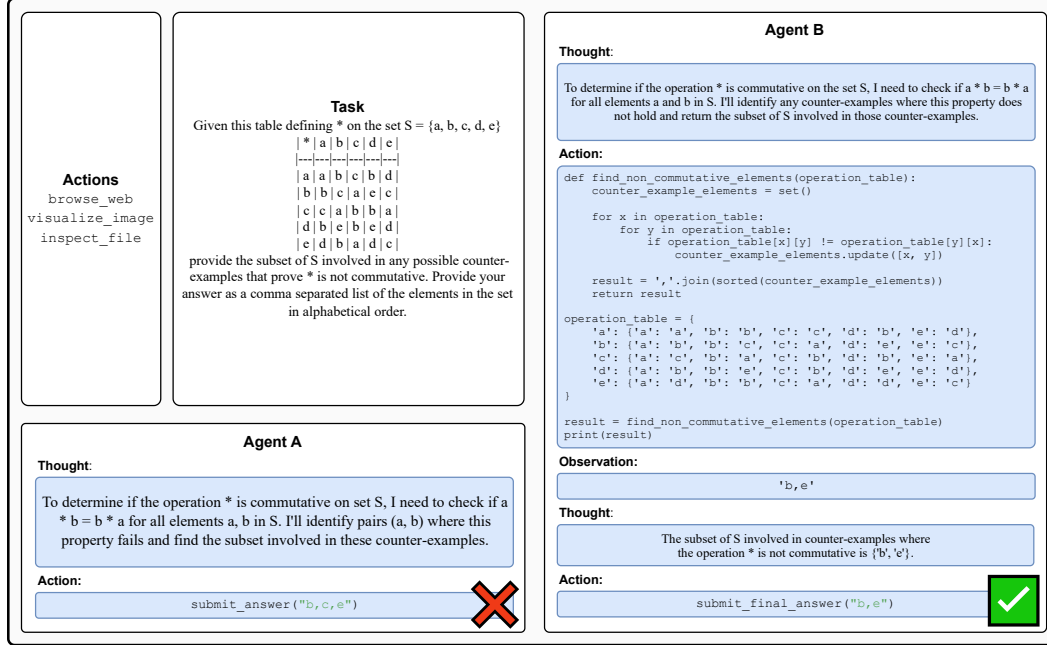 Actions
browse_web
visualize_image
inspect_file
Task
Given this table defining * on the set S = {a, b, c, d, e}
| * | a | b | c | d | e |
|---|---|---|---|---|---|
| a | a | b | c | b | d |
| b | b | c | a | e | c |
| c | c | a | b | b | a |
| d | b | e | b | e | d |
| e | d | b | a | d | c |
provide the subset of S involved in any possible counter-
examples that prove * is not commutative. Provide your
answer as a comma separated list of the elements in the set
in alphabetical order.
Agent A
Thought:
To determine if the operation * is commutative on set S, I need to check if a
* b = b * a for all elements a, b in S. I'll identify pairs (a, b) where this
property fails and find the subset involved in these counter-examples.
Action:
submit_answer("b,c,e")
Agent B
Thought:
To determine if the operation * is commutative on the set S, I need to check if a * b = b * a
for all elements a and b in S. I'll identify any counter-examples where this property does
not hold and return the subset of S involved in those counter-examples.
Action:
def find_non_commutative_elements(operation_table):
    counter_example_elements = set()
    for x in operation_table:
        for y in operation_table:
            if operation_table[x][y] != operation_table[y][x]:
                counter_example_elements.update([x, y])
    result = ','.join(sorted(counter_example_elements))
    return result
operation_table = {
    'a': {'a': 'a', 'b': 'b', 'c': 'c', 'd': 'b', 'e': 'd'},
    'b': {'a': 'b', 'b': 'c', 'c': 'a', 'd': 'e', 'e': 'c'},
    'c': {'a': 'c', 'b': 'a', 'c': 'b', 'd': 'b', 'e': 'a'},
    'd': {'a': 'b', 'b': 'e', 'c': 'b', 'd': 'e', 'e': 'd'},
    'e': {'a': 'd', 'b': 'b', 'c': 'a', 'd': 'd', 'e': 'c'}
}
result = find_non_commutative_elements(operation_table)
print(result)
Observation:
'b,e'
Thought:
The subset of S involved in counter-examples where
the operation * is not commutative is {'b', 'e'}.
Action:
submit_final_answer("b,e")